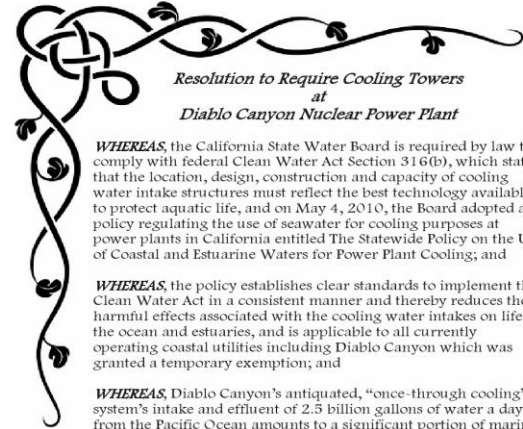 Resolution to Require Cooling Towers
at
Diablo Canyon Nuclear Power Plant
WHEREAS, the California State Water Board is required by law t
comply with federal Clean Water Act Section 316(b), which stat
that the location, design, construction and capacity of cooling
water intake structures must reflect the best technology availabl
to protect aquatic life, and on May 4, 2010, the Board adopted a
policy regulating the use of seawater for cooling purposes at
power plants in California entitled The Statewide Policy on the U
of Coastal and Estuarine Waters for Power Plant Cooling; and
WHEREAS, the policy establishes clear standards to implement th
Clean Water Act in a consistent manner and thereby reduces the
harmful effects associated with the cooling water intakes on life
the ocean and estuaries, and is applicable to all currently
operating coastal utilities including Diablo Canyon which was
granted a temporary exemption; and
WHEREAS, Diablo Canyon's antiquated, "once-through cooling"
system's intake and effluent of 2.5 billion gallons of water a day
from the Pacific Ocean amounts to a significant portion of marin